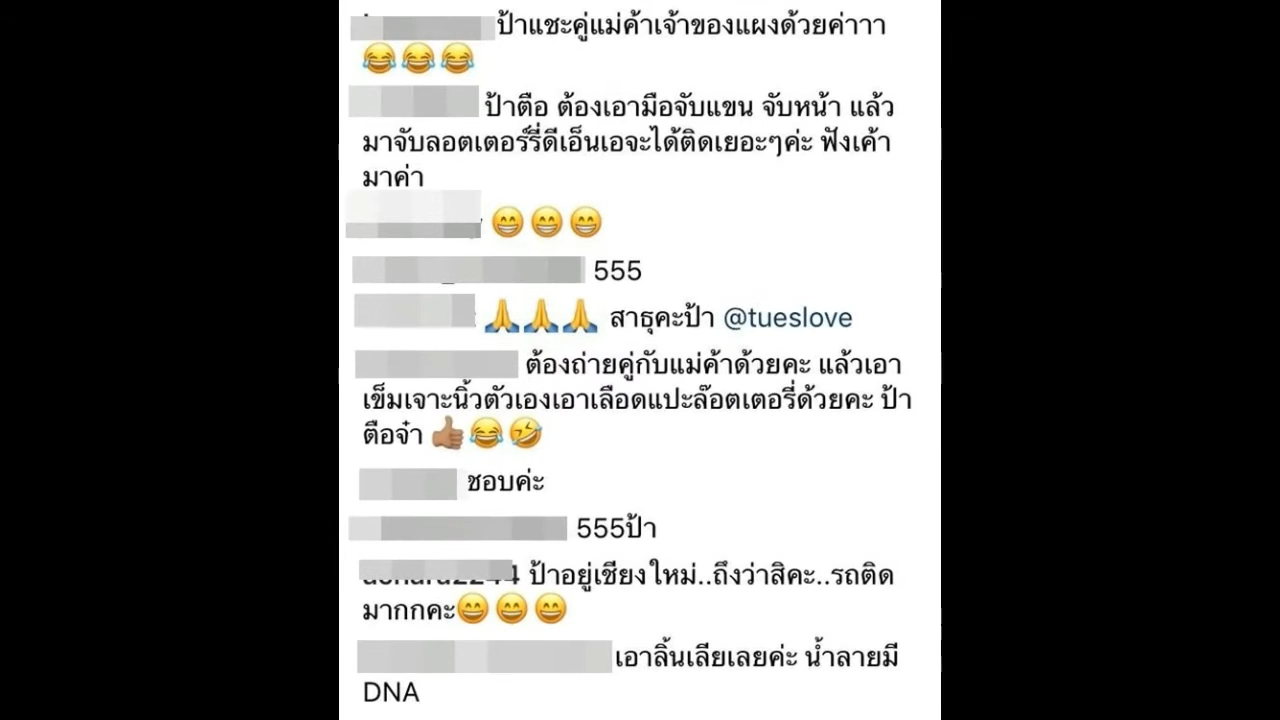 ป้าแชะคู่แม่ค้าเจ้าของแผงด้วยค่าาา
😂😂😂
ป้าตือ ต้องเอามือจับแขน จับหน้า แล้ว
มาจับลอตเตอร์รี่ดีเอ็นเอจะได้ติดเยอะๆค่ะ ฟังเค้า
มาค่า
😁😁😁
555
🙏🙏🙏 สาธุคะป้า @tueslove
ต้องถ่ายคู่กับแม่ค้าด้วยคะ แล้วเอา
เข็มเจาะนิ้วตัวเองเอาเลือดแปะล๊อตเตอรี่ด้วยคะ ป้า
ตือจ๋า 👍🏽😂🤣
ชอบค่ะ
555ป้า
ป้าอยู่เชียงใหม่..ถึงว่าสิคะ..รถติด
มากกคะ😄😄😄
เอาลิ้นเลียเลยค่ะ น้ำลายมี
DNA